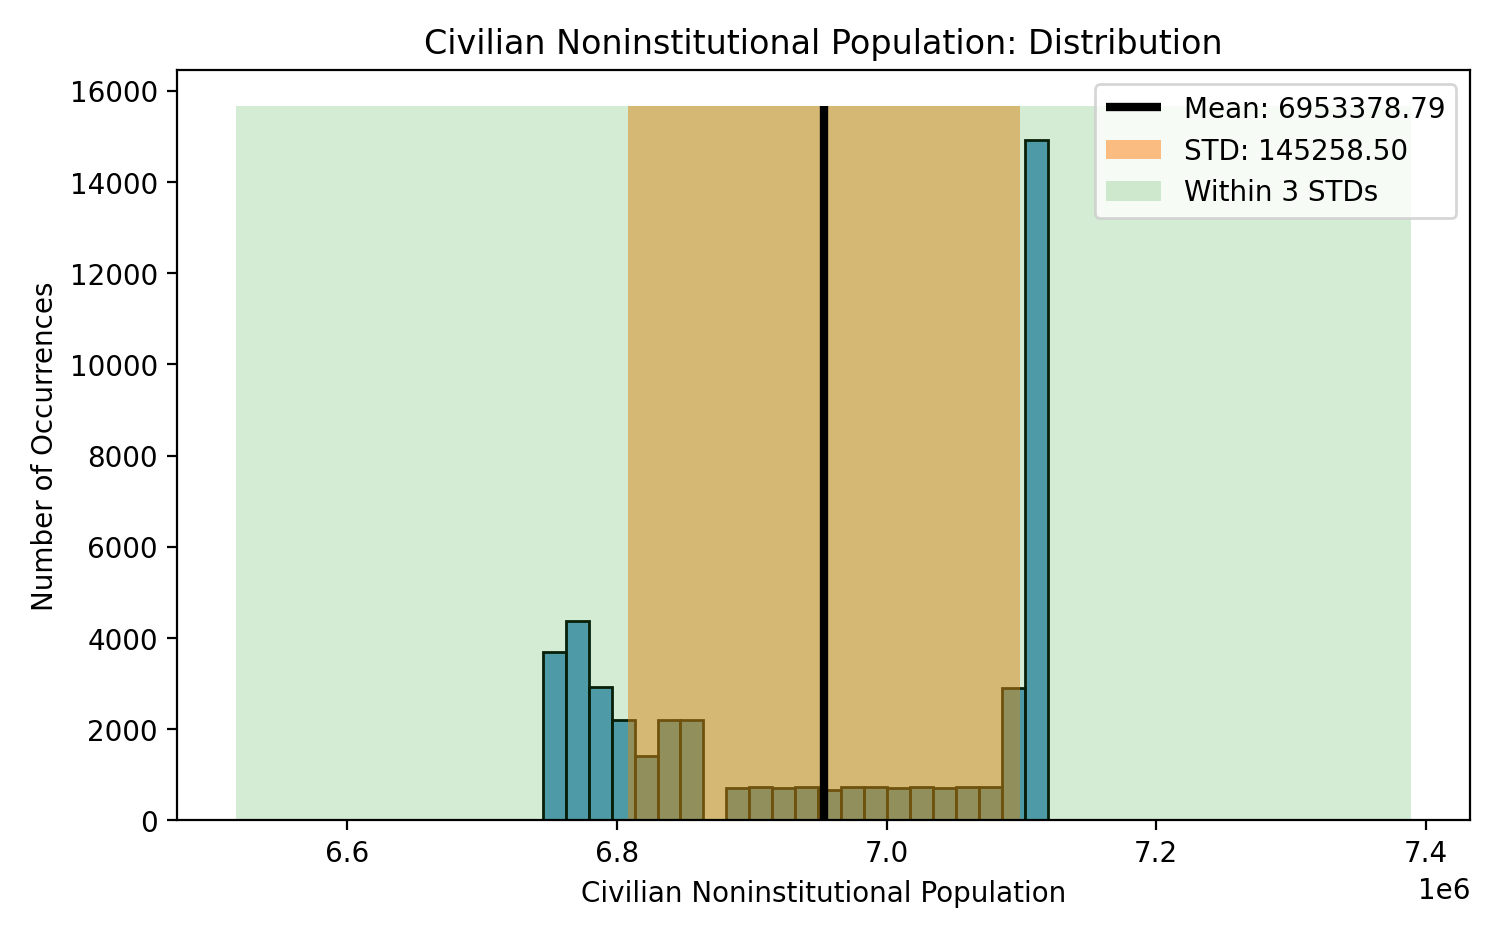 Civilian Noninstitutional Population: Distribution
Mean: 6953378.79
STD: 145258.50
Within 3 STDs
Number of Occurrences
16000
14000
12000
10000
8000
6000
4000
2000
0
6.6 6.8 7.0 7.2 7.4
1e6
Civilian Noninstitutional Population